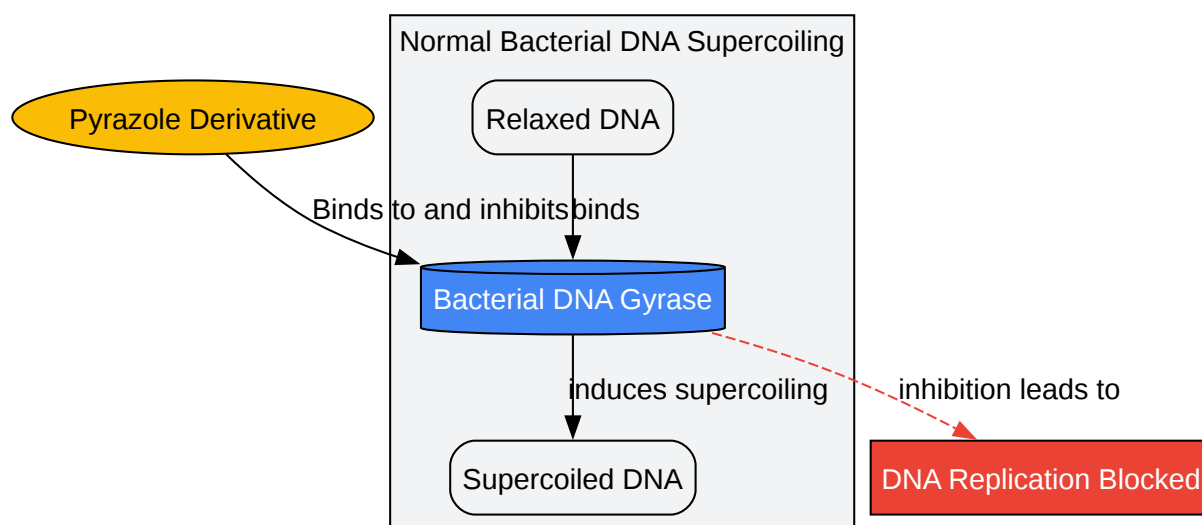 Normal Bacterial DNA Supercoiling
Pyrazole Derivative
Relaxed DNA
Binds to and inhibits
binds
Bacterial DNA Gyrase
induces supercoiling
inhibition leads to
Supercoiled DNA
DNA Replication Blocked